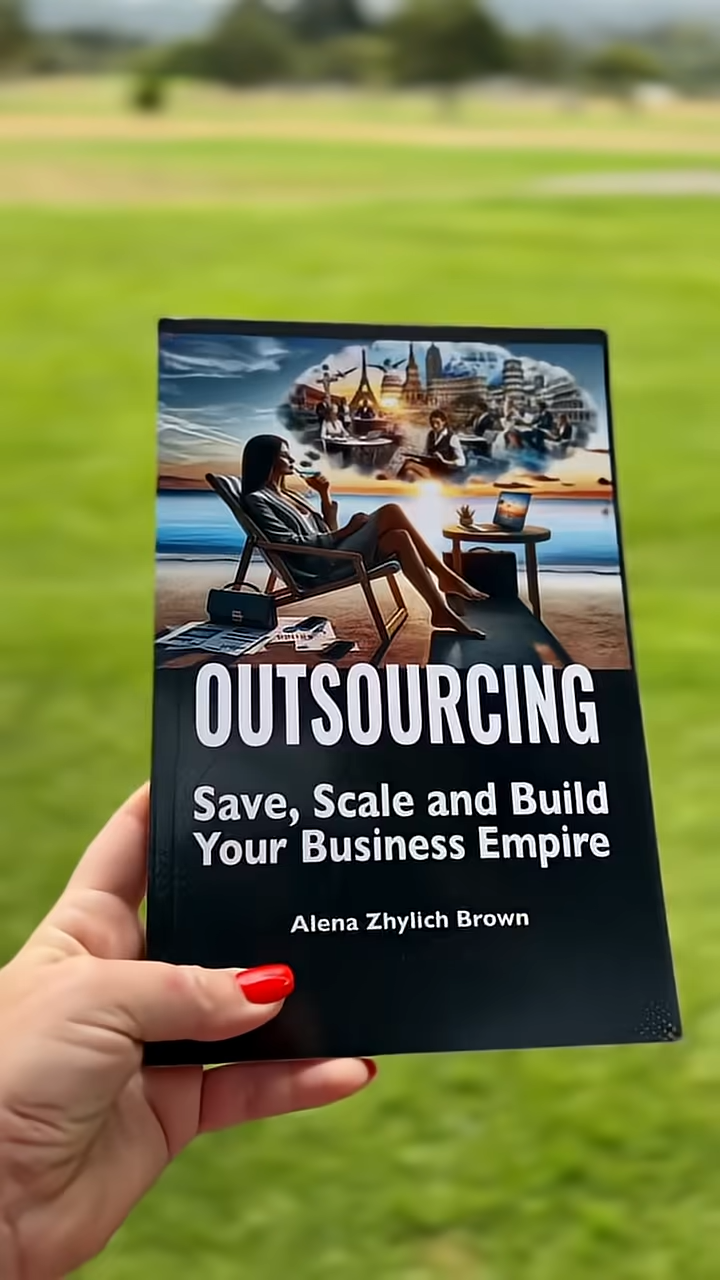 OUTSOURCING
Save, Scale and Build
Your Business Empire
Alena Zhylich Brown